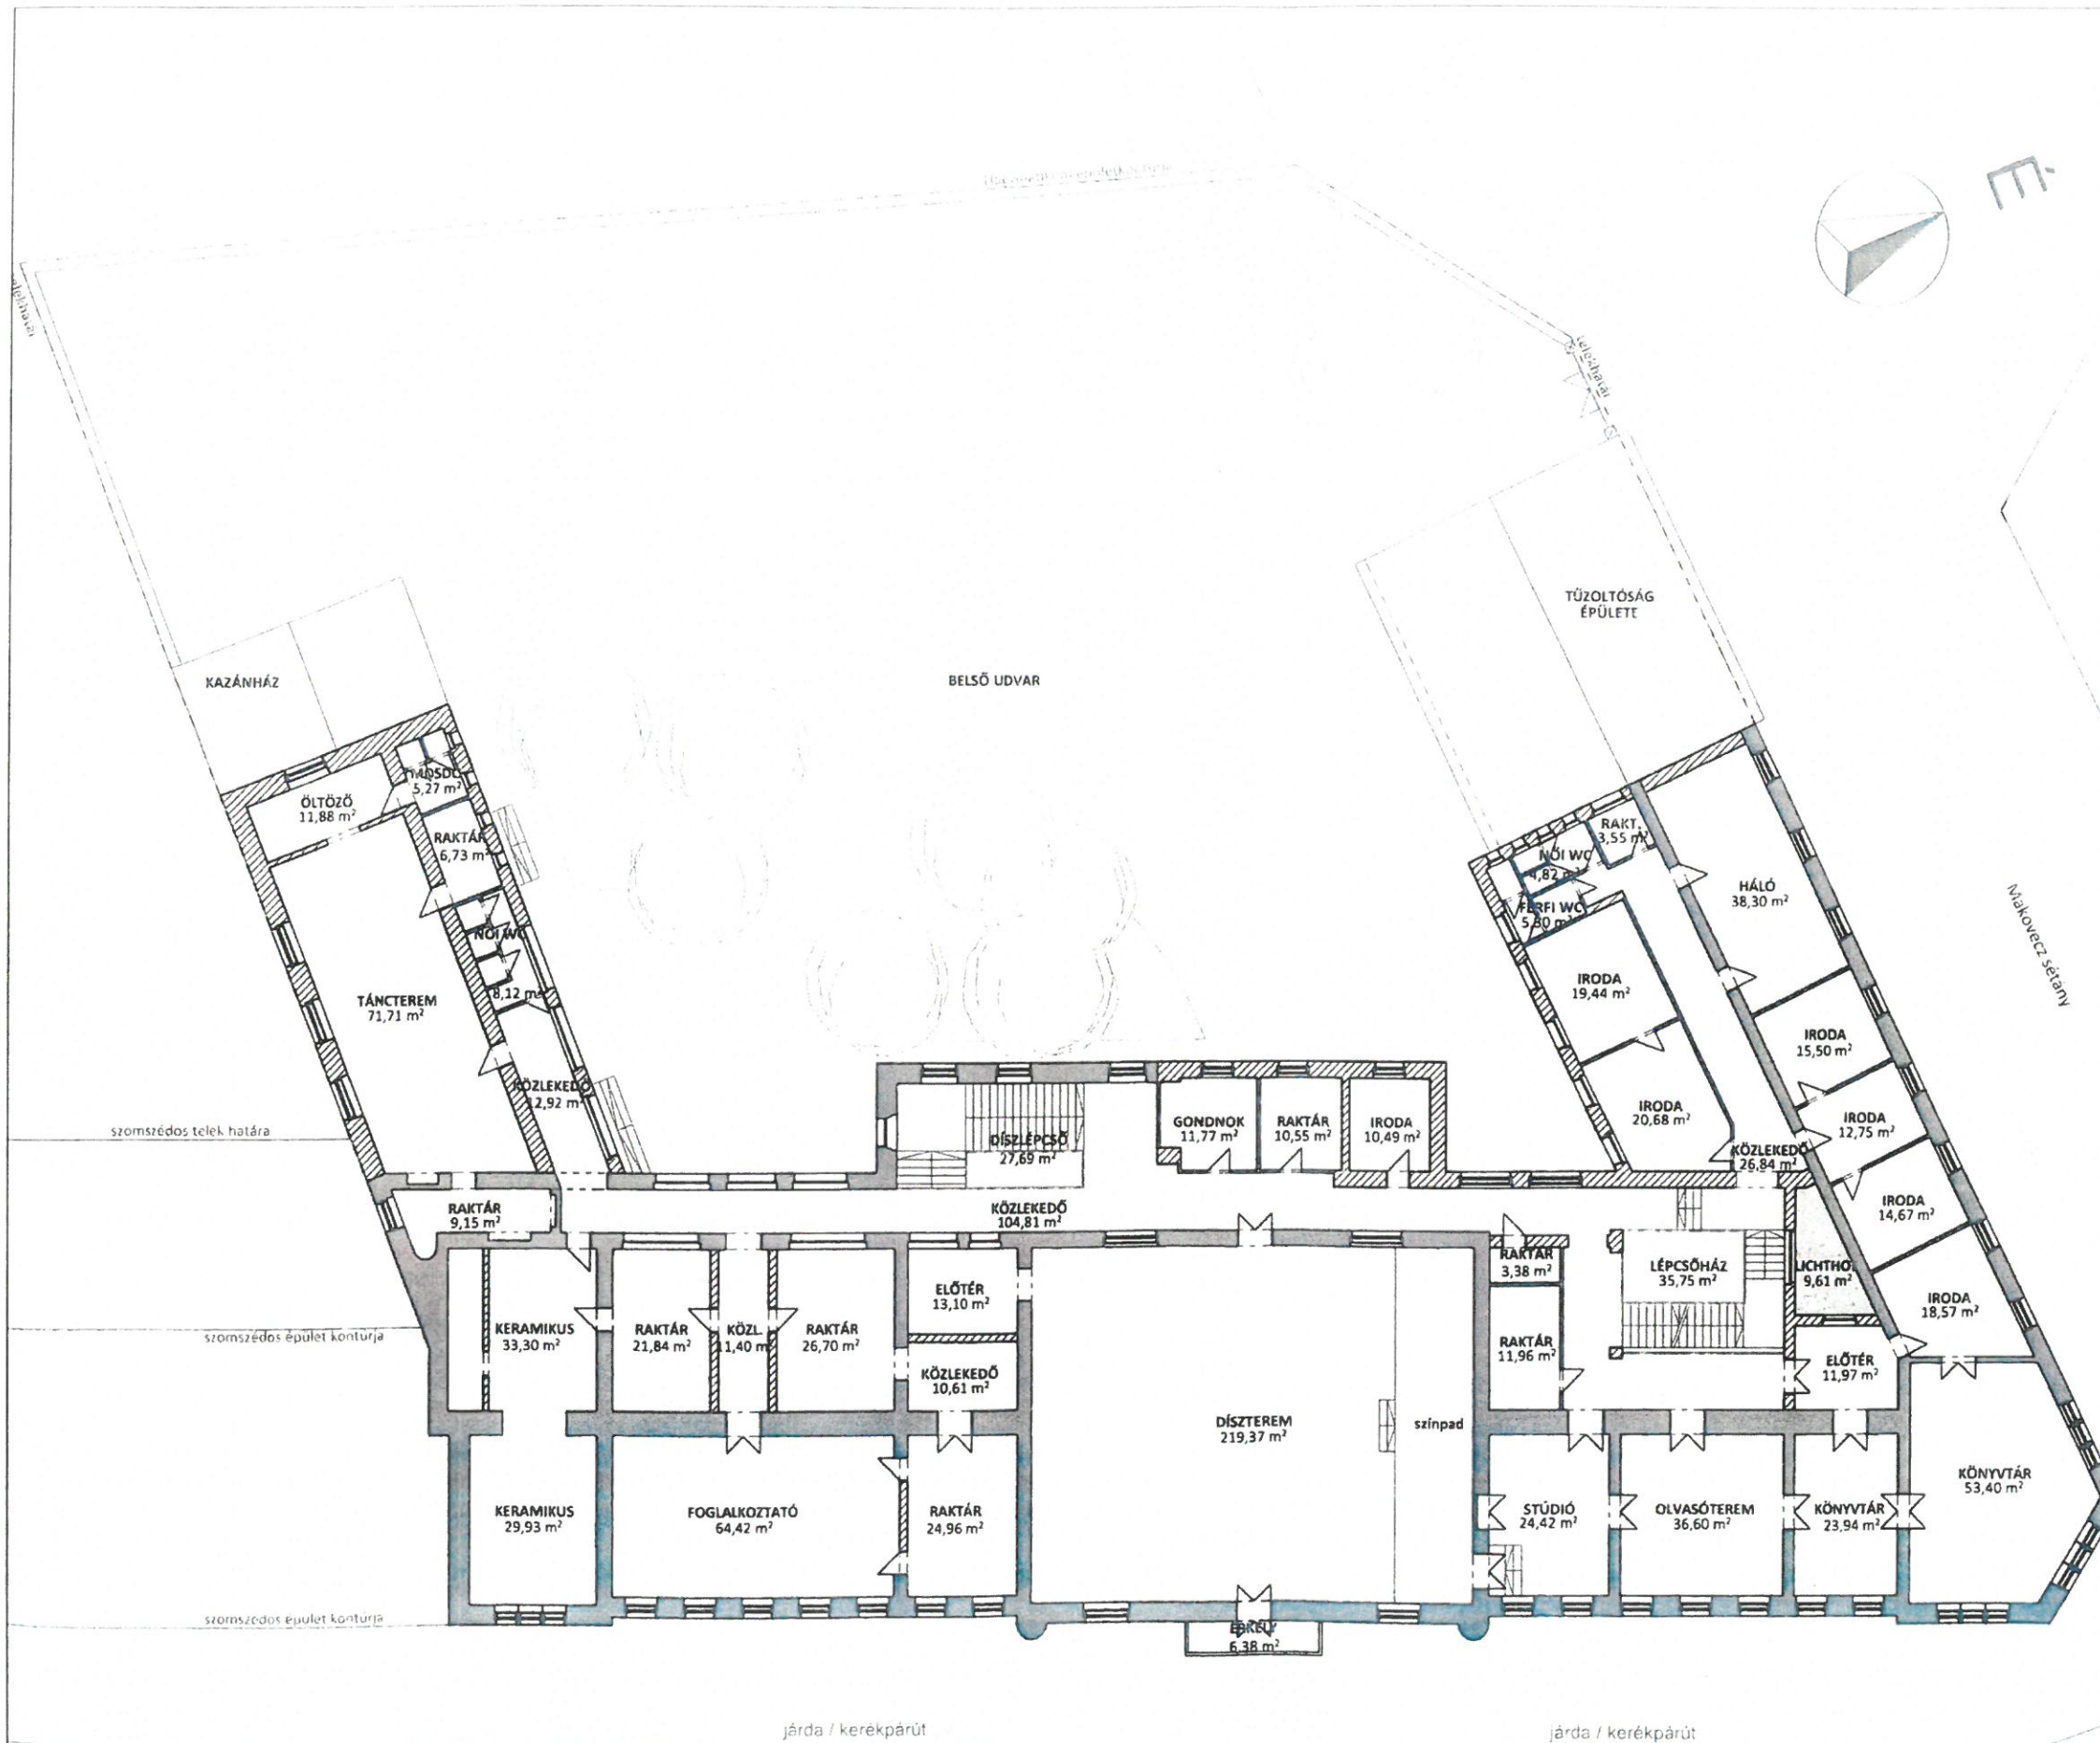 É
telekhatár
telekhatár
TŰZOLTÓSÁG
ÉPÜLETE
KAZÁNHÁZ
BELSŐ UDVAR
Makovecz sétány
MOSDÓ
5,27 m²
ÖLTÖZŐ
11,88 m²
RAKTÁR
6,73 m²
NŐI WC
8,12 m²
TÁNCTEREM
71,71 m²
KÖZLEKEDŐ
12,92 m²
RAKT.
3,55 m²
NŐI WC
4,82 m²
FÉRFI WC
5,80 m²
HÁLÓ
38,30 m²
IRODA
19,44 m²
IRODA
15,50 m²
IRODA
20,68 m²
IRODA
12,75 m²
KÖZLEKEDŐ
26,84 m²
IRODA
14,67 m²
IRODA
18,57 m²
szomszédos telek határa
DÍSZLÉPCSŐ
27,69 m²
GONDNOK
11,77 m²
RAKTÁR
10,55 m²
IRODA
10,49 m²
RAKTÁR
9,15 m²
KÖZLEKEDŐ
104,81 m²
RAKTÁR
3,38 m²
LÉPCSŐHÁZ
35,75 m²
LICHTHOF
9,61 m²
szomszédos épület kontúrja
KERAMIKUS
33,30 m²
RAKTÁR
21,84 m²
KÖZL.
11,40 m²
RAKTÁR
26,70 m²
ELŐTÉR
13,10 m²
KÖZLEKEDŐ
10,61 m²
RAKTÁR
11,96 m²
ELŐTÉR
11,97 m²
DÍSZTEREM
219,37 m²
színpad
KERAMIKUS
29,93 m²
FOGLALKOZTATÓ
64,42 m²
RAKTÁR
24,96 m²
STÚDIÓ
24,42 m²
OLVASÓTEREM
36,60 m²
KÖNYVTÁR
23,94 m²
KÖNYVTÁR
53,40 m²
szomszédos épület kontúrja
ERKÉLY
6,38 m²
járda / kerékpárút
járda / kerékpárút